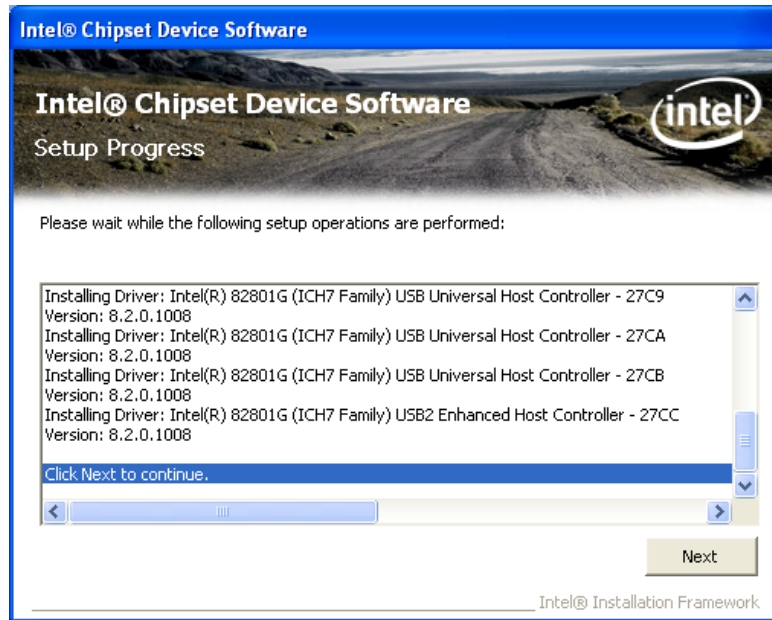 Intel® Chipset Device Software
Intel® Chipset Device Software
intel®
Setup Progress
Please wait while the following setup operations are performed:
Installing Driver: Intel(R) 82801G (ICH7 Family) USB Universal Host Controller - 27C9
Version: 8.2.0.1008
Installing Driver: Intel(R) 82801G (ICH7 Family) USB Universal Host Controller - 27CA
Version: 8.2.0.1008
Installing Driver: Intel(R) 82801G (ICH7 Family) USB Universal Host Controller - 27CB
Version: 8.2.0.1008
Installing Driver: Intel(R) 82801G (ICH7 Family) USB2 Enhanced Host Controller - 27CC
Version: 8.2.0.1008
Click Next to continue.
Next
Intel® Installation Framework